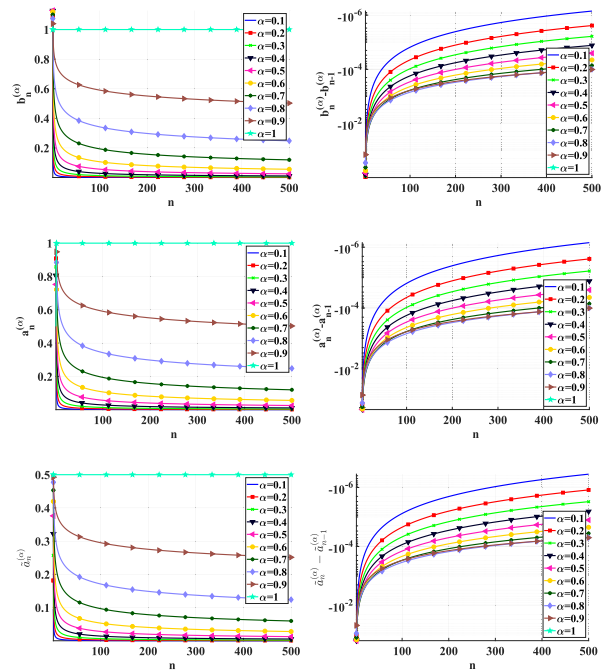 1
0.8
0.6
0.4
0.2
b_n^(α)
100 200 300 400 500
n
α=0.1
α=0.2
α=0.3
α=0.4
α=0.5
α=0.6
α=0.7
α=0.8
α=0.9
α=1
-10^-6
-10^-4
-10^-2
b_n^(α)-b_n-1^(α)
0 100 200 300 400 500
n
α=0.1
α=0.2
α=0.3
α=0.4
α=0.5
α=0.6
α=0.7
α=0.8
α=0.9
α=1
1
0.8
0.6
0.4
0.2
a_n^(α)
100 200 300 400 500
n
α=0.1
α=0.2
α=0.3
α=0.4
α=0.5
α=0.6
α=0.7
α=0.8
α=0.9
α=1
-10^-6
-10^-4
-10^-2
a_n^(α)-a_n-1^(α)
0 100 200 300 400 500
n
α=0.1
α=0.2
α=0.3
α=0.4
α=0.5
α=0.6
α=0.7
α=0.8
α=0.9
α=1
0.5
0.4
0.3
0.2
0.1
ā_n^(α)
100 200 300 400 500
n
α=0.1
α=0.2
α=0.3
α=0.4
α=0.5
α=0.6
α=0.7
α=0.8
α=0.9
α=1
-10^-6
-10^-4
-10^-2
ā_n^(α) − ā_n−1^(α)
0 100 200 300 400 500
n
α=0.1
α=0.2
α=0.3
α=0.4
α=0.5
α=0.6
α=0.7
α=0.8
α=0.9
α=1